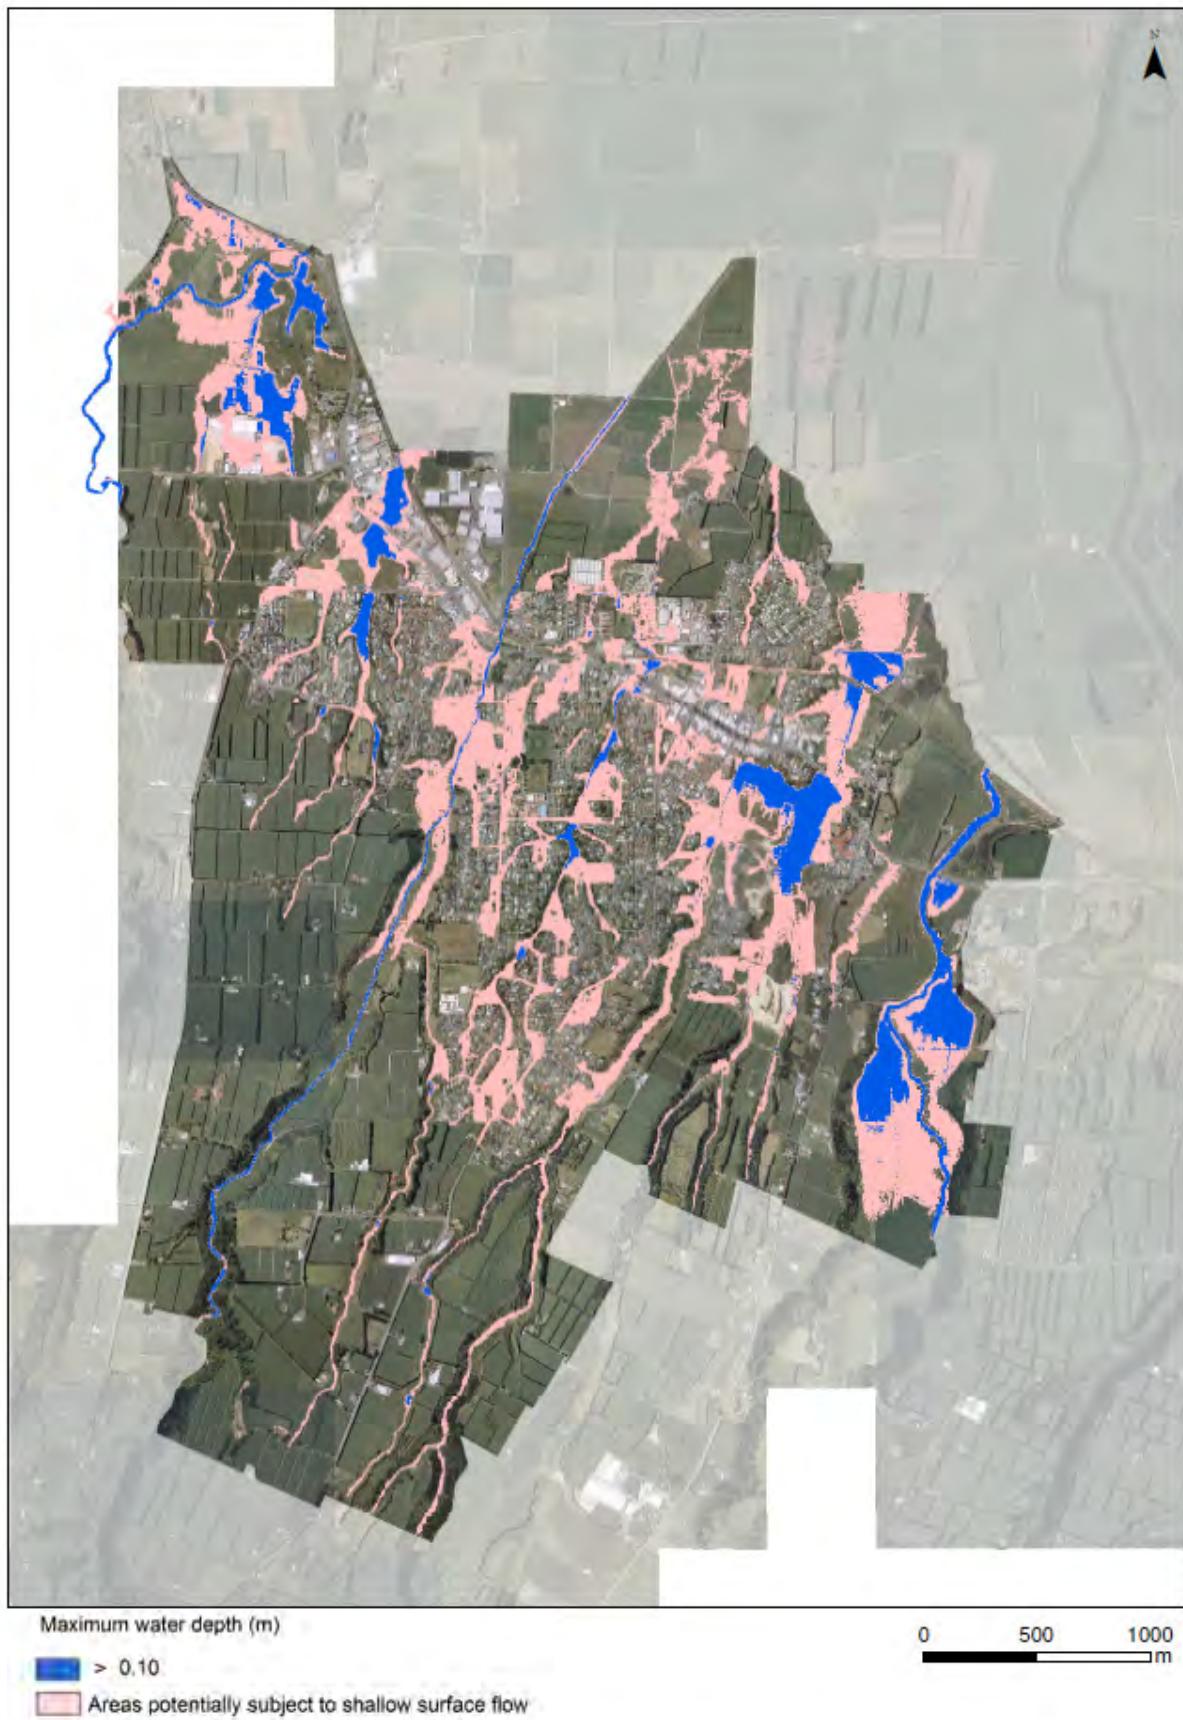 N
Maximum water depth (m)
> 0.10
Areas potentially subject to shallow surface flow
0 500 1000
m